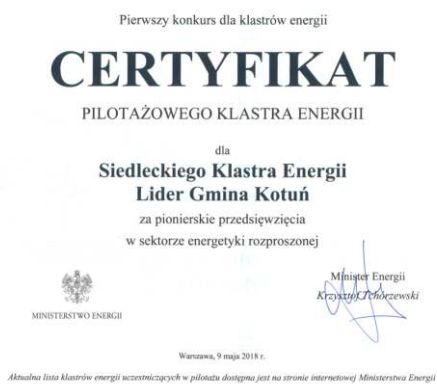 Pierwszy konkurs dla klastrów energii
CERTYFIKAT
PILOTAŻOWEGO KLASTRA ENERGII
dla
Siedleckiego Klastra Energii
Lider Gmina Kotuń
za pionierskie przedsięwzięcia
w sektorze energetyki rozproszonej
Minister Energii
Krzysztof Tchórzewski
MINISTERSTWO ENERGII
Warszawa, 9 maja 2018 r.
Aktualna lista klastrów energii uczestniczących w pilotażu dostępna jest na stronie internetowej Ministerstwa Energii